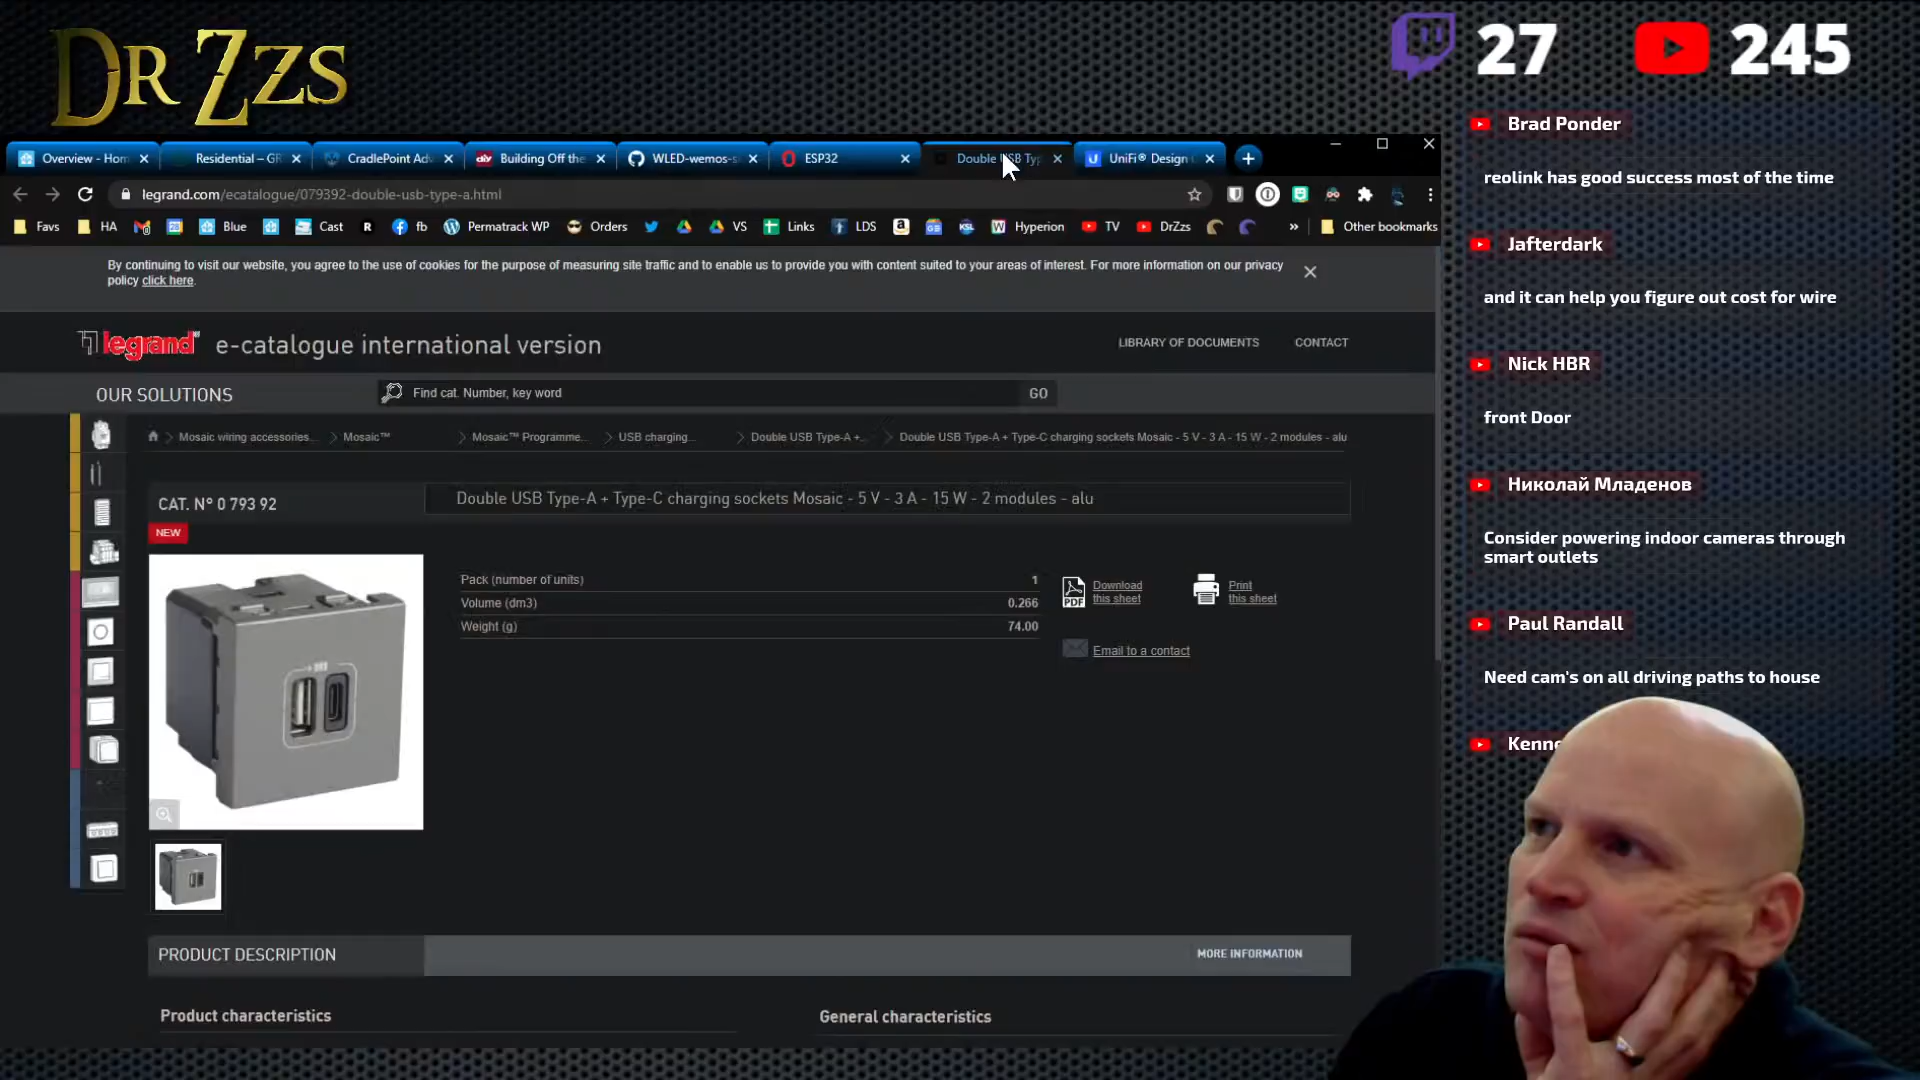 DR ZZS
27
245
Overview - Hom
Residential – GR
CradlePoint Adv
diy
Building Off the
WLED-wemos-s
ESP32
Double USB Typ
UniFi® Design
legrand.com/ecatalogue/079392-double-usb-type-a.html
Favs
HA
Blue
Cast
R
fb
Permatrack WP
Orders
VS
Links
LDS
KSL
Hyperion
TV
DrZzs
Other bookmarks
By continuing to visit our website, you agree to the use of cookies for the purpose of measuring site traffic and to enable us to provide you with content suited to your areas of interest. For more information on our privacy
policy click here.
legrand®
e-catalogue international version
LIBRARY OF DOCUMENTS
CONTACT
OUR SOLUTIONS
Find cat. Number, key word
GO
Mosaic wiring accessories...
Mosaic™
Mosaic™ Programme...
USB charging...
Double USB Type-A +...
Double USB Type-A + Type-C charging sockets Mosaic - 5 V - 3 A - 15 W - 2 modules - alu
CAT. N° 0 793 92
Double USB Type-A + Type-C charging sockets Mosaic - 5 V - 3 A - 15 W - 2 modules - alu
NEW
Pack (number of units)
1
Volume (dm3)
0.266
Weight (g)
74.00
PDF
Download
this sheet
Print
this sheet
Email to a contact
PRODUCT DESCRIPTION
MORE INFORMATION
Product characteristics
General characteristics
Brad Ponder
reolink has good success most of the time
Jafterdark
and it can help you figure out cost for wire
Nick HBR
front Door
Николай Младенов
Consider powering indoor cameras through
smart outlets
Paul Randall
Need cam's on all driving paths to house
Kenne